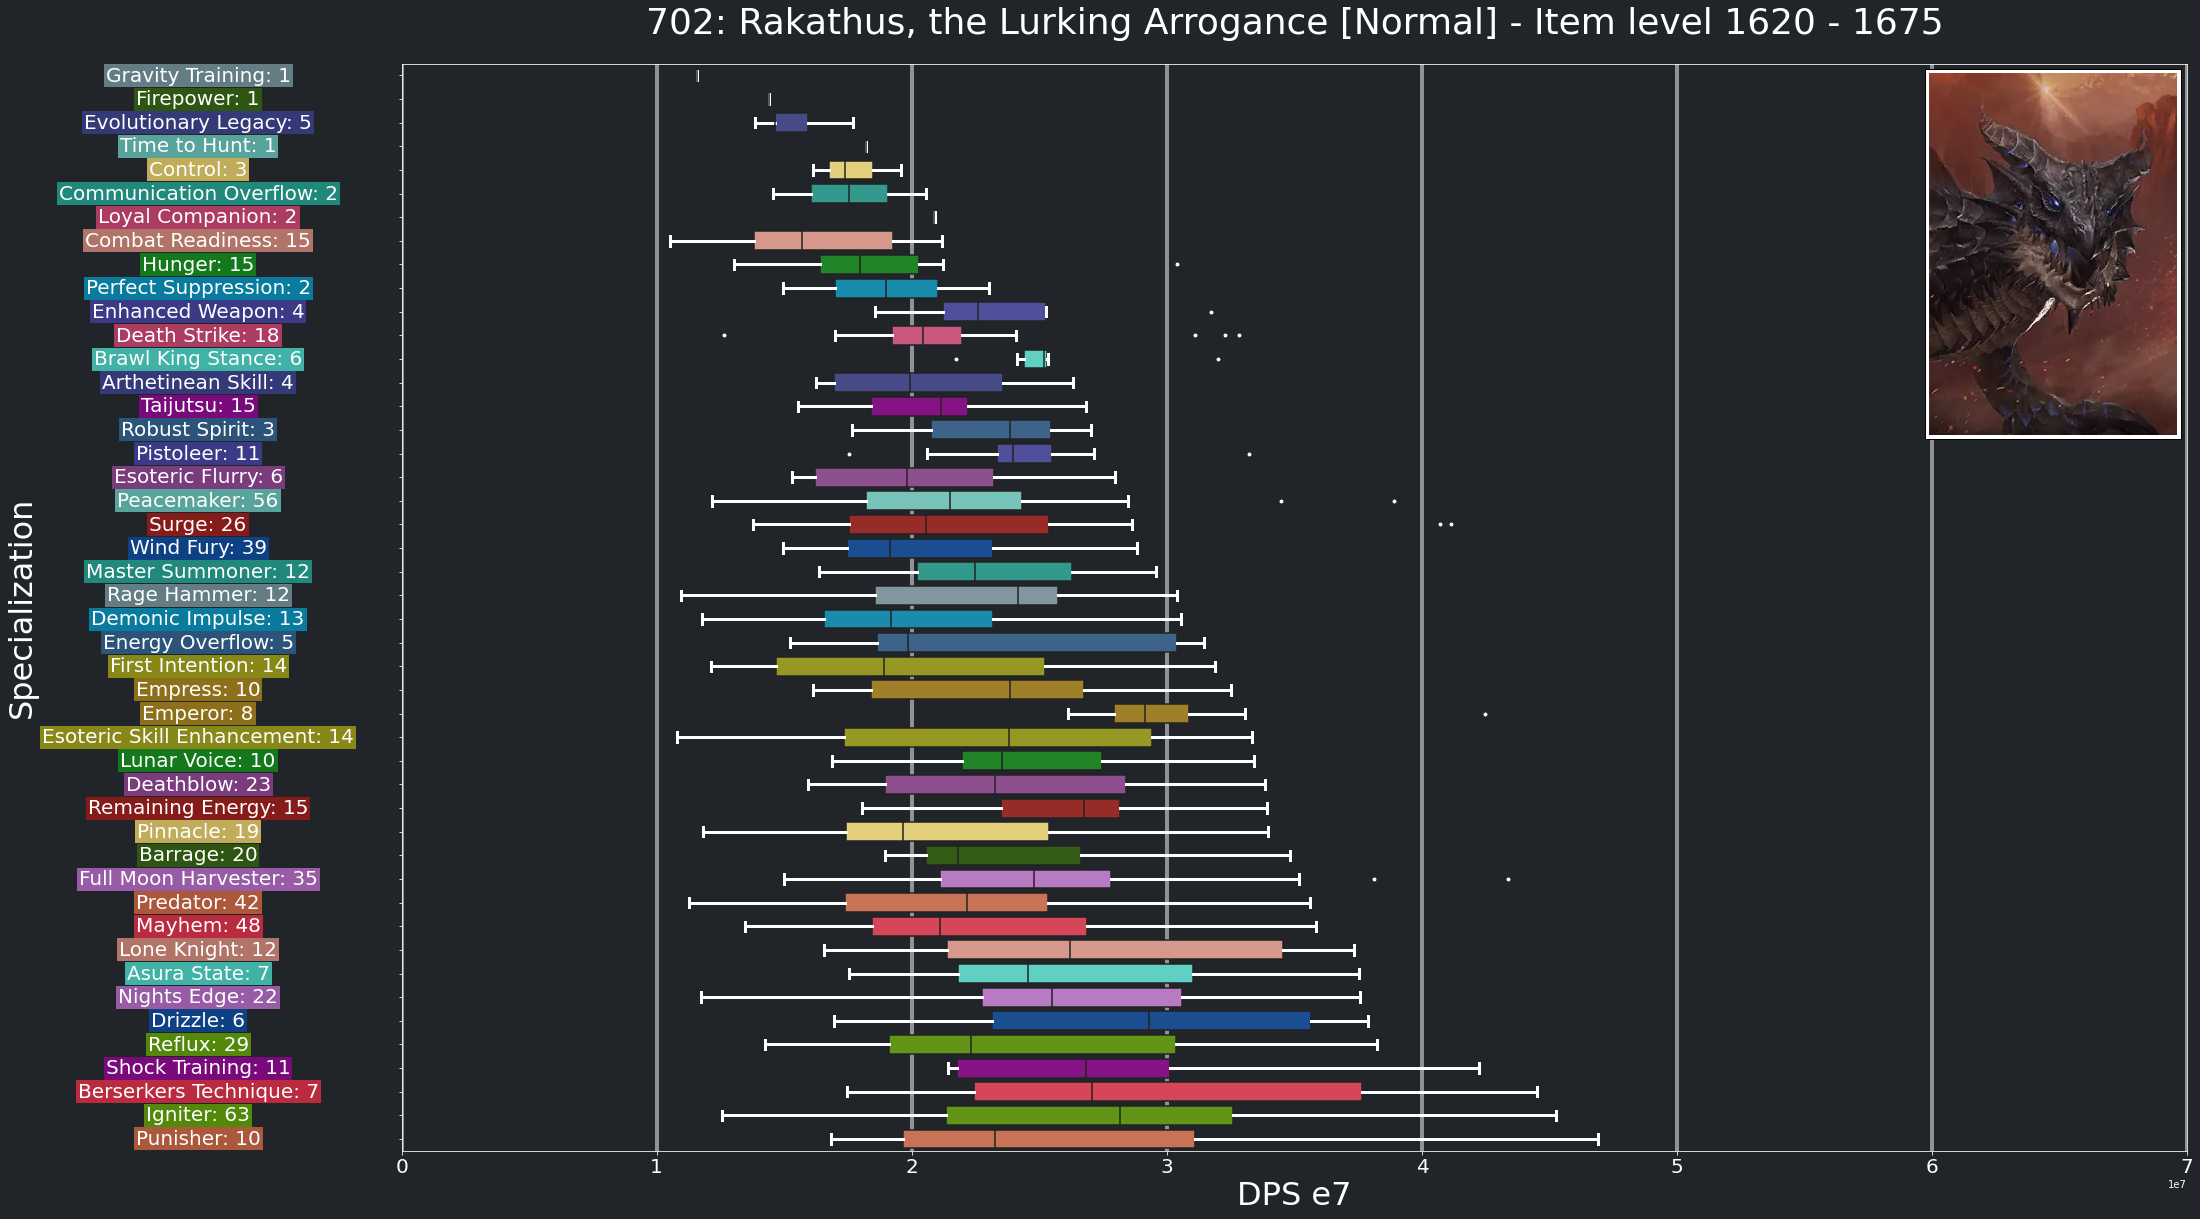 702: Rakathus, the Lurking Arrogance [Normal] - Item level 1620 - 1675
Specialization
Gravity Training: 1
Firepower: 1
Evolutionary Legacy: 5
Time to Hunt: 1
Control: 3
Communication Overflow: 2
Loyal Companion: 2
Combat Readiness: 15
Hunger: 15
Perfect Suppression: 2
Enhanced Weapon: 4
Death Strike: 18
Brawl King Stance: 6
Arthetinean Skill: 4
Taijutsu: 15
Robust Spirit: 3
Pistoleer: 11
Esoteric Flurry: 6
Peacemaker: 56
Surge: 26
Wind Fury: 39
Master Summoner: 12
Rage Hammer: 12
Demonic Impulse: 13
Energy Overflow: 5
First Intention: 14
Empress: 10
Emperor: 8
Esoteric Skill Enhancement: 14
Lunar Voice: 10
Deathblow: 23
Remaining Energy: 15
Pinnacle: 19
Barrage: 20
Full Moon Harvester: 35
Predator: 42
Mayhem: 48
Lone Knight: 12
Asura State: 7
Nights Edge: 22
Drizzle: 6
Reflux: 29
Shock Training: 11
Berserkers Technique: 7
Igniter: 63
Punisher: 10
0 1 2 3 4 5 6 7
1e7
DPS e7